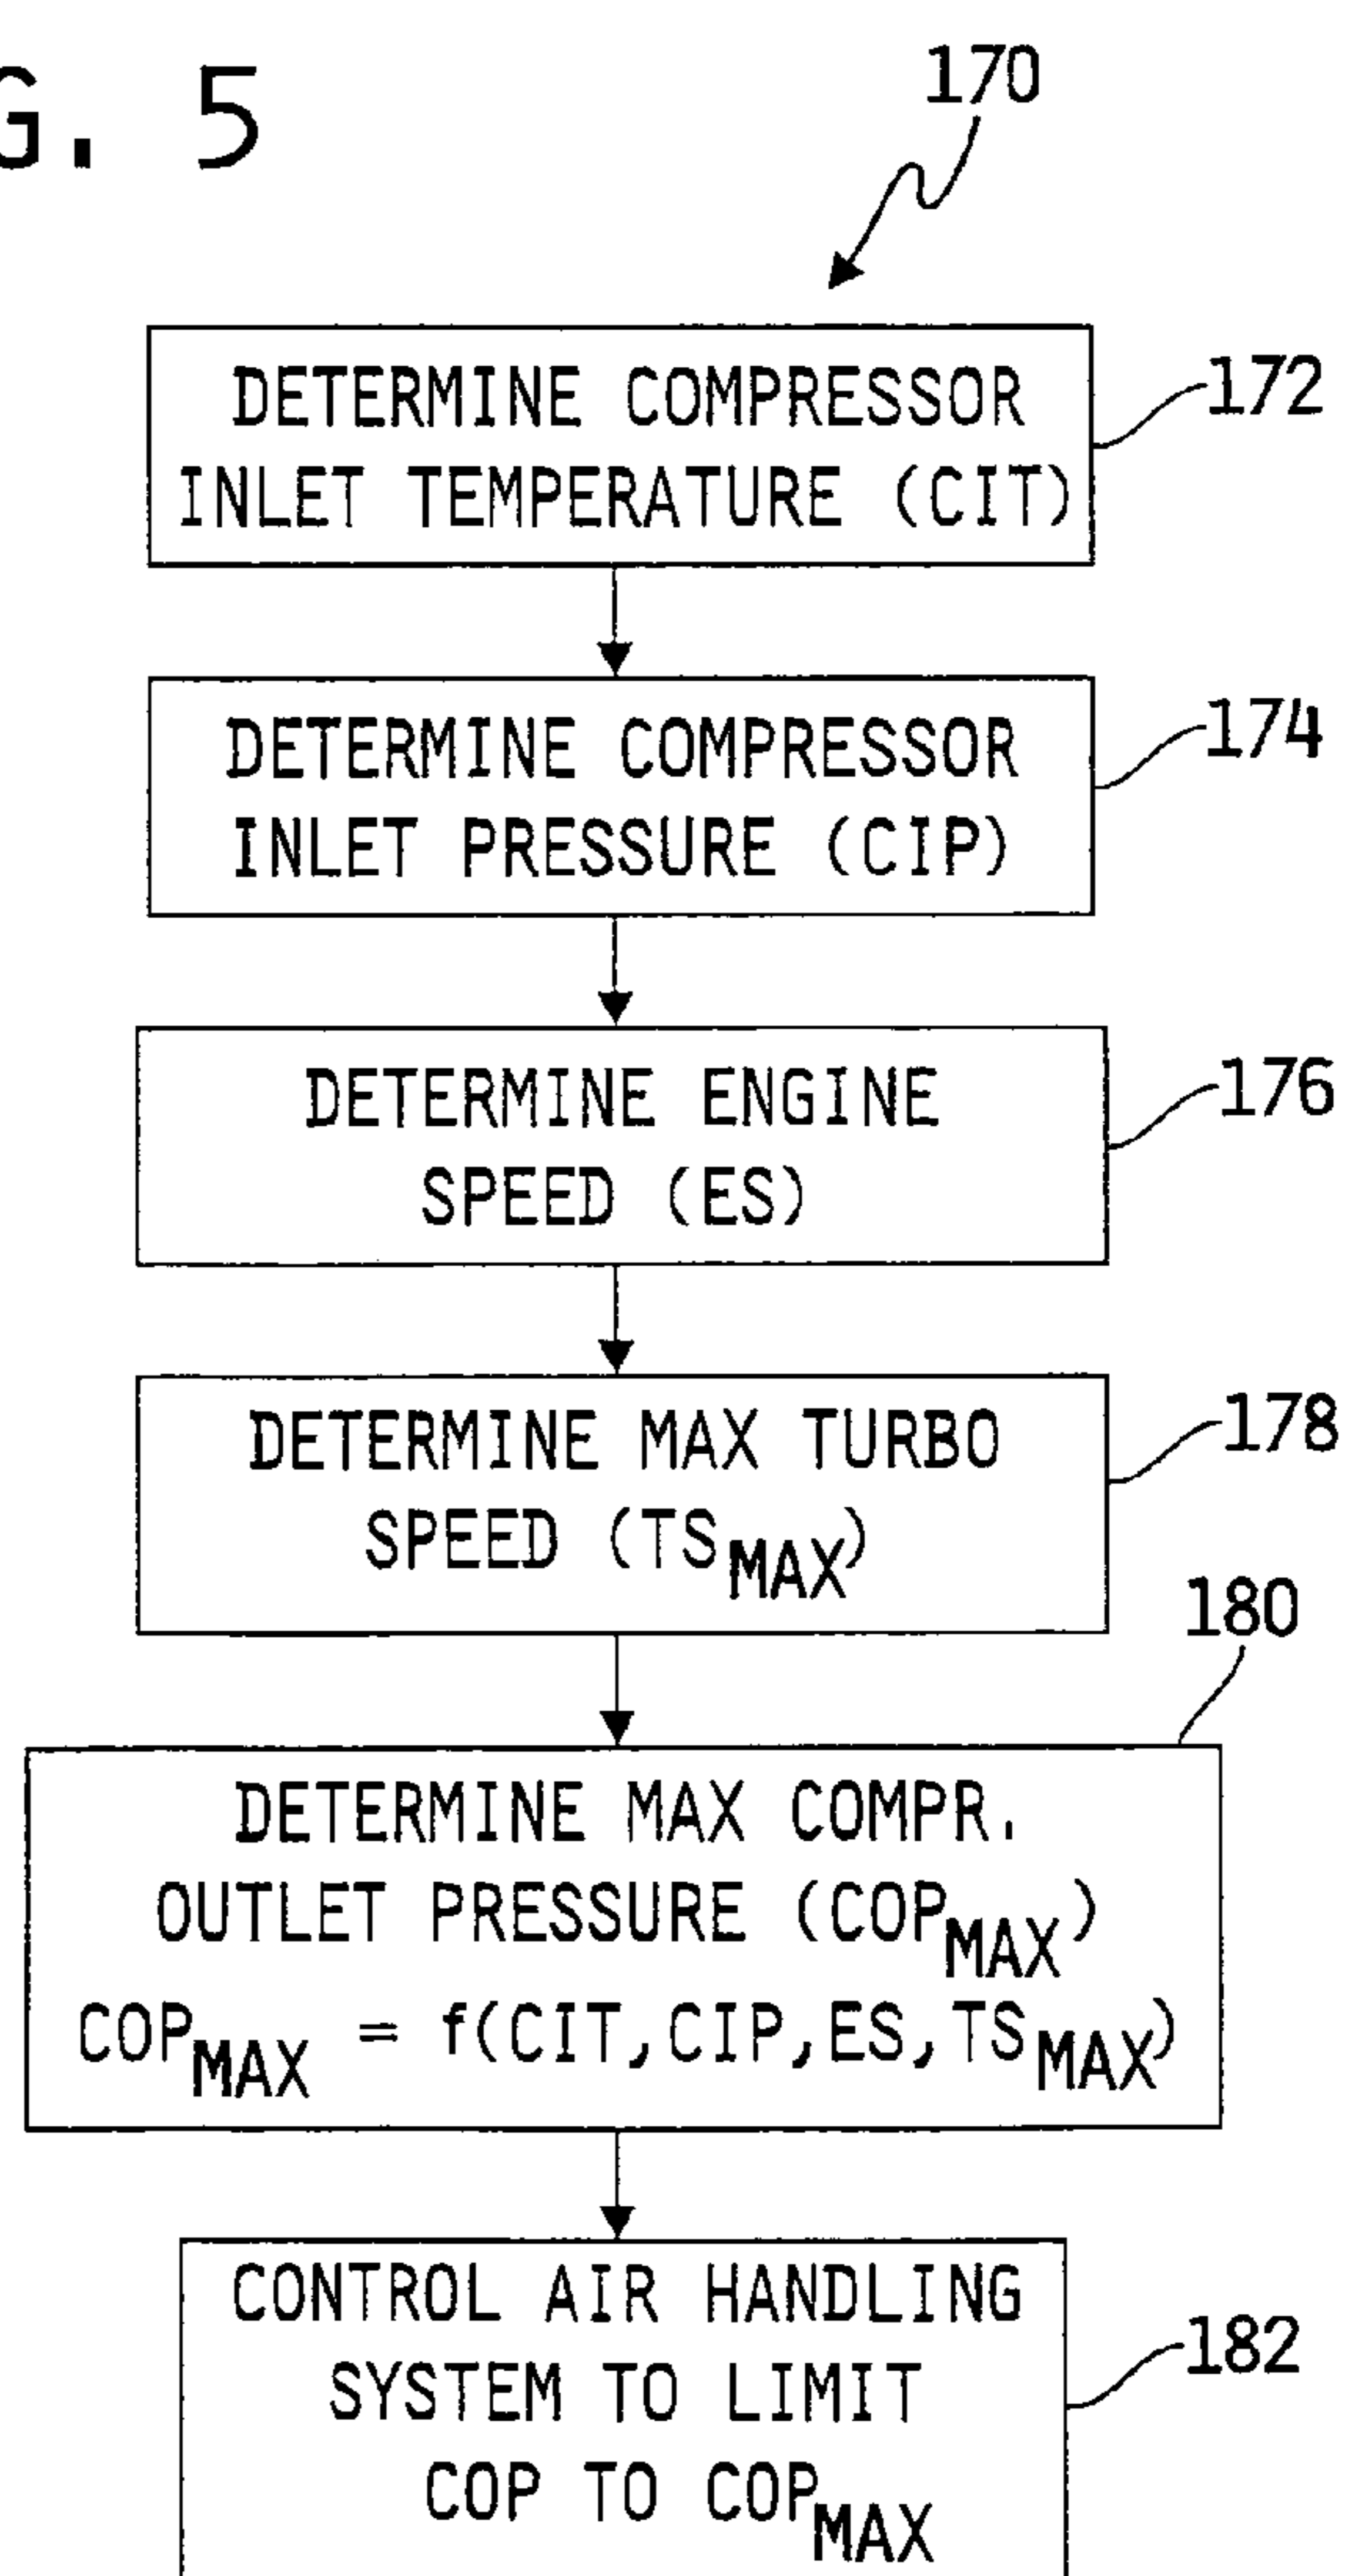 G. 5
170
DETERMINE COMPRESSOR
INLET TEMPERATURE (CIT)
172
DETERMINE COMPRESSOR
INLET PRESSURE (CIP)
174
DETERMINE ENGINE
SPEED (ES)
176
DETERMINE MAX TURBO
SPEED (TSMAX)
178
180
DETERMINE MAX COMPR.
OUTLET PRESSURE (COPMAX)
COPMAX = f(CIT,CIP,ES,TSMAX)
CONTROL AIR HANDLING
SYSTEM TO LIMIT
COP TO COPMAX
182